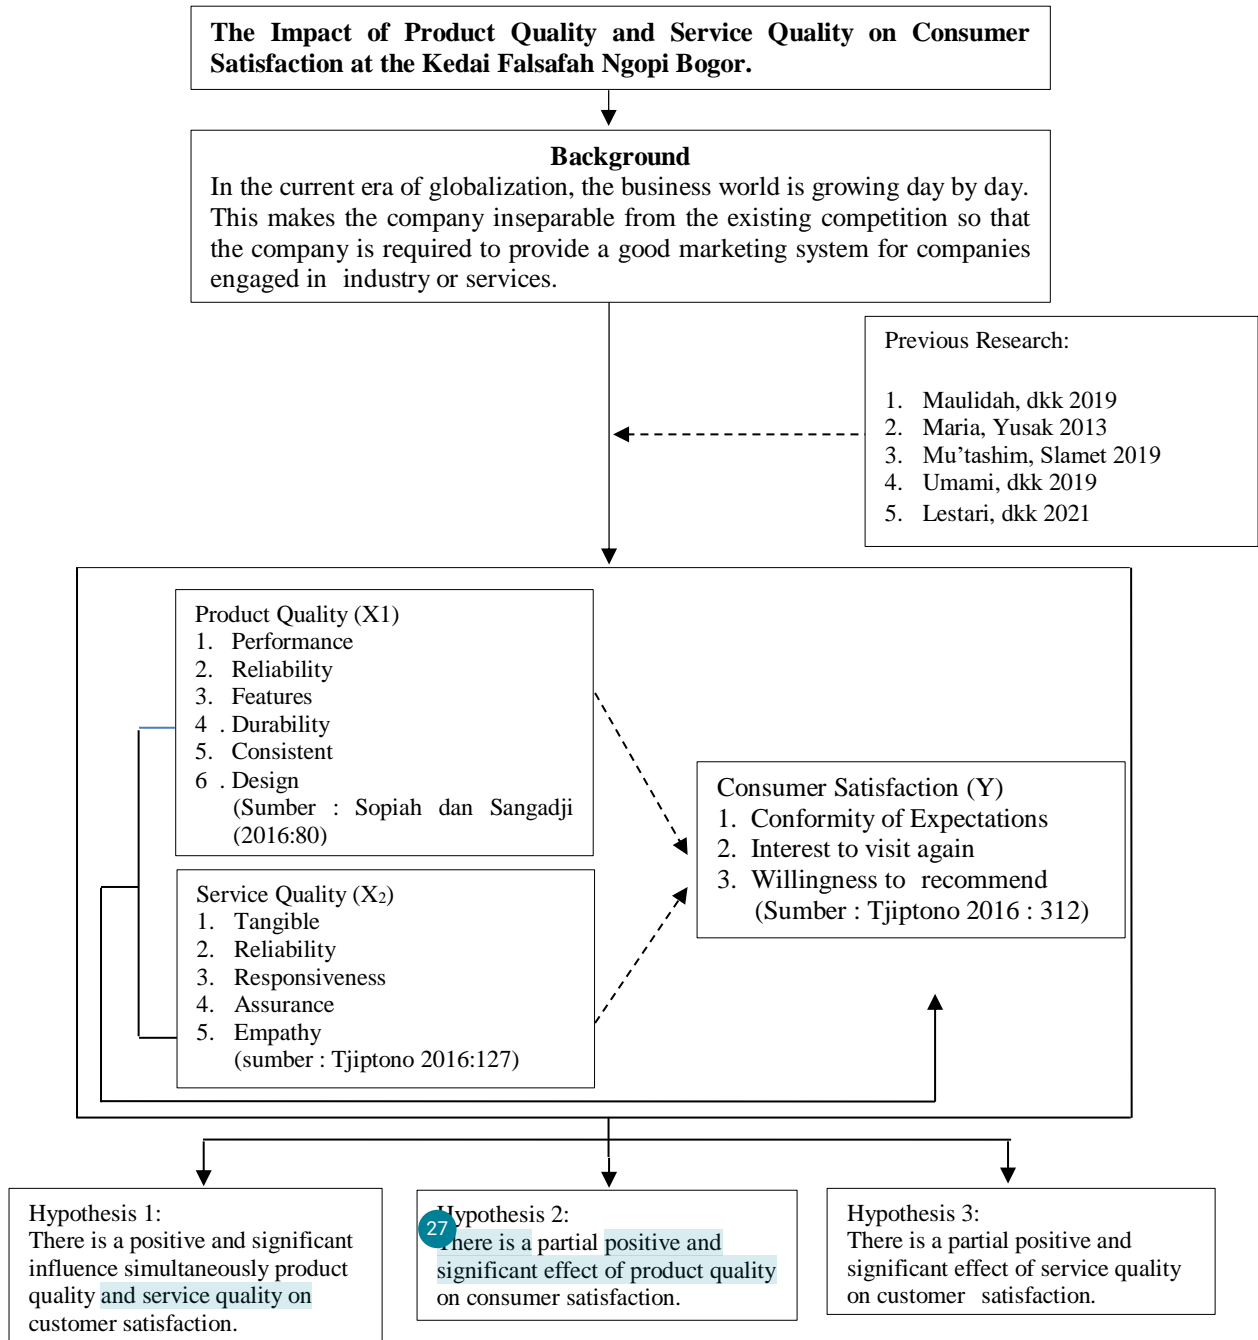 The Impact of Product Quality and Service Quality on Consumer
Satisfaction at the Kedai Falsafah Ngopi Bogor.
Background
In the current era of globalization, the business world is growing day by day.
This makes the company inseparable from the existing competition so that
the company is required to provide a good marketing system for companies
engaged in industry or services.
Previous Research:
1. Maulidah, dkk 2019
2. Maria, Yusak 2013
3. Mu’tashim, Slamet 2019
4. Umami, dkk 2019
5. Lestari, dkk 2021
Product Quality (X1)
1. Performance
2. Reliability
3. Features
4 . Durability
5. Consistent
6 . Design
(Sumber : Sopiah dan Sangadji
(2016:80)
Service Quality (X₂)
1. Tangible
2. Reliability
3. Responsiveness
4. Assurance
5. Empathy
(sumber : Tjiptono 2016:127)
Consumer Satisfaction (Y)
1. Conformity of Expectations
2. Interest to visit again
3. Willingness to recommend
(Sumber : Tjiptono 2016 : 312)
Hypothesis 1:
There is a positive and significant
influence simultaneously product
quality and service quality on
customer satisfaction.
27
Hypothesis 2:
There is a partial positive and
significant effect of product quality
on consumer satisfaction.
Hypothesis 3:
There is a partial positive and
significant effect of service quality
on customer satisfaction.